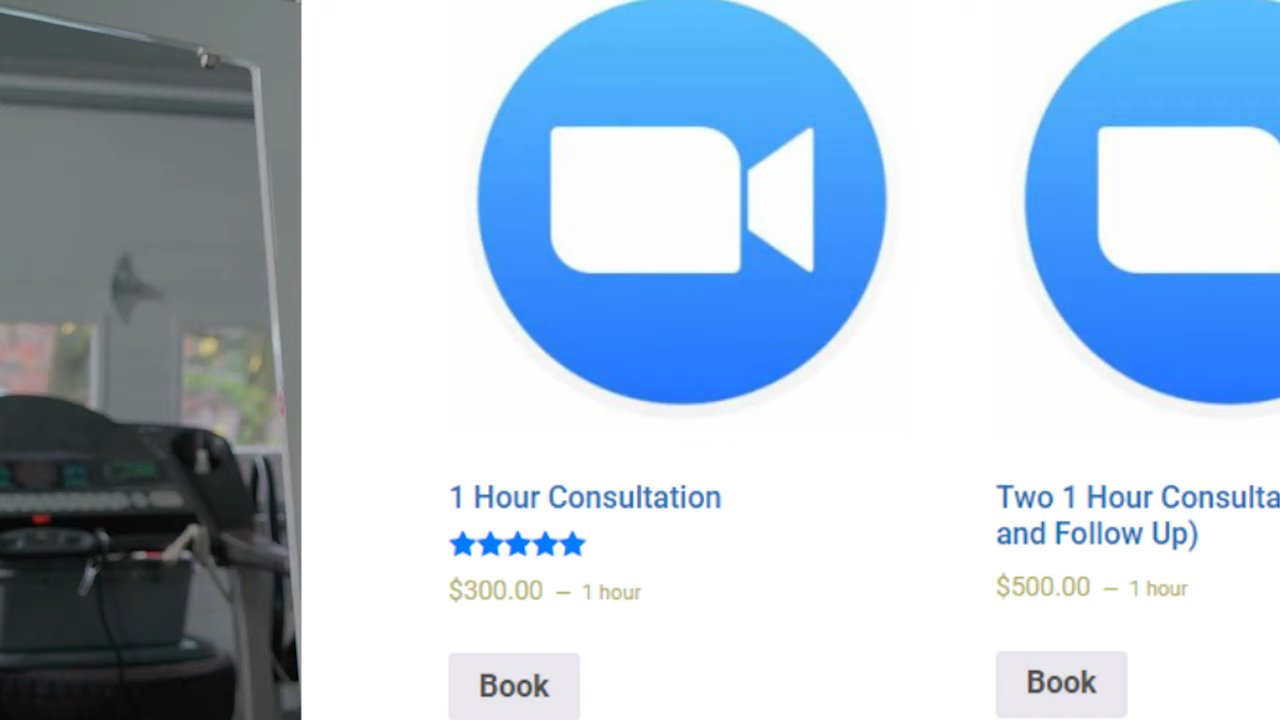 1 Hour Consultation
$300.00 – 1 hour
Book
Two 1 Hour
and Follow Up)
$500.00 – 1 hour
Book